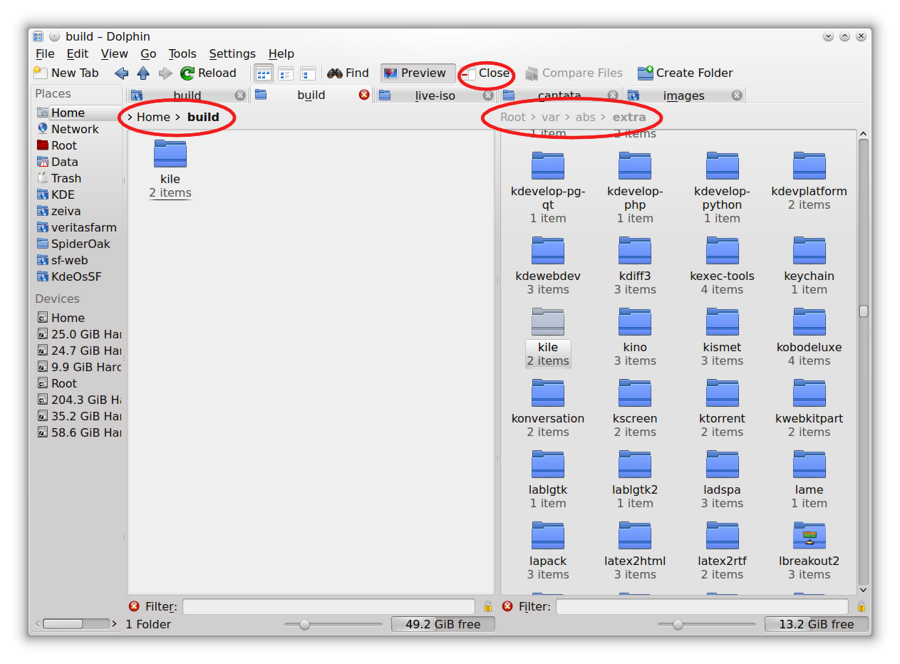 build – Dolphin
File Edit View Go Tools Settings Help
New Tab Reload Find Preview Close Compare Files Create Folder
Places
Home
Network
Root
Data
Trash
KDE
zeiva
veritasfarm
SpiderOak
sf-web
KdeOsSF
Devices
Home
25.0 GiB Har
24.7 GiB Har
9.9 GiB Hard
Root
204.3 GiB H
35.2 GiB Har
58.6 GiB Har
build build live-iso cantata images
> Home > build
kile
2 items
Root > var > abs > extra
1 item 2 items
kdevelop-pg-qt
1 item
kdevelop-php
1 item
kdevelop-python
1 item
kdevplatform
2 items
kdewebdev
3 items
kdiff3
3 items
kexec-tools
4 items
keychain
1 item
kile
2 items
kino
3 items
kismet
3 items
kobodeluxe
4 items
konversation
2 items
kscreen
2 items
ktorrent
2 items
kwebkitpart
2 items
lablgtk
1 item
lablgtk2
1 item
ladspa
3 items
lame
1 item
lapack
3 items
latex2html
3 items
latex2rtf
2 items
lbreakout2
3 items
Filter:
1 Folder 49.2 GiB free
Filter:
13.2 GiB free